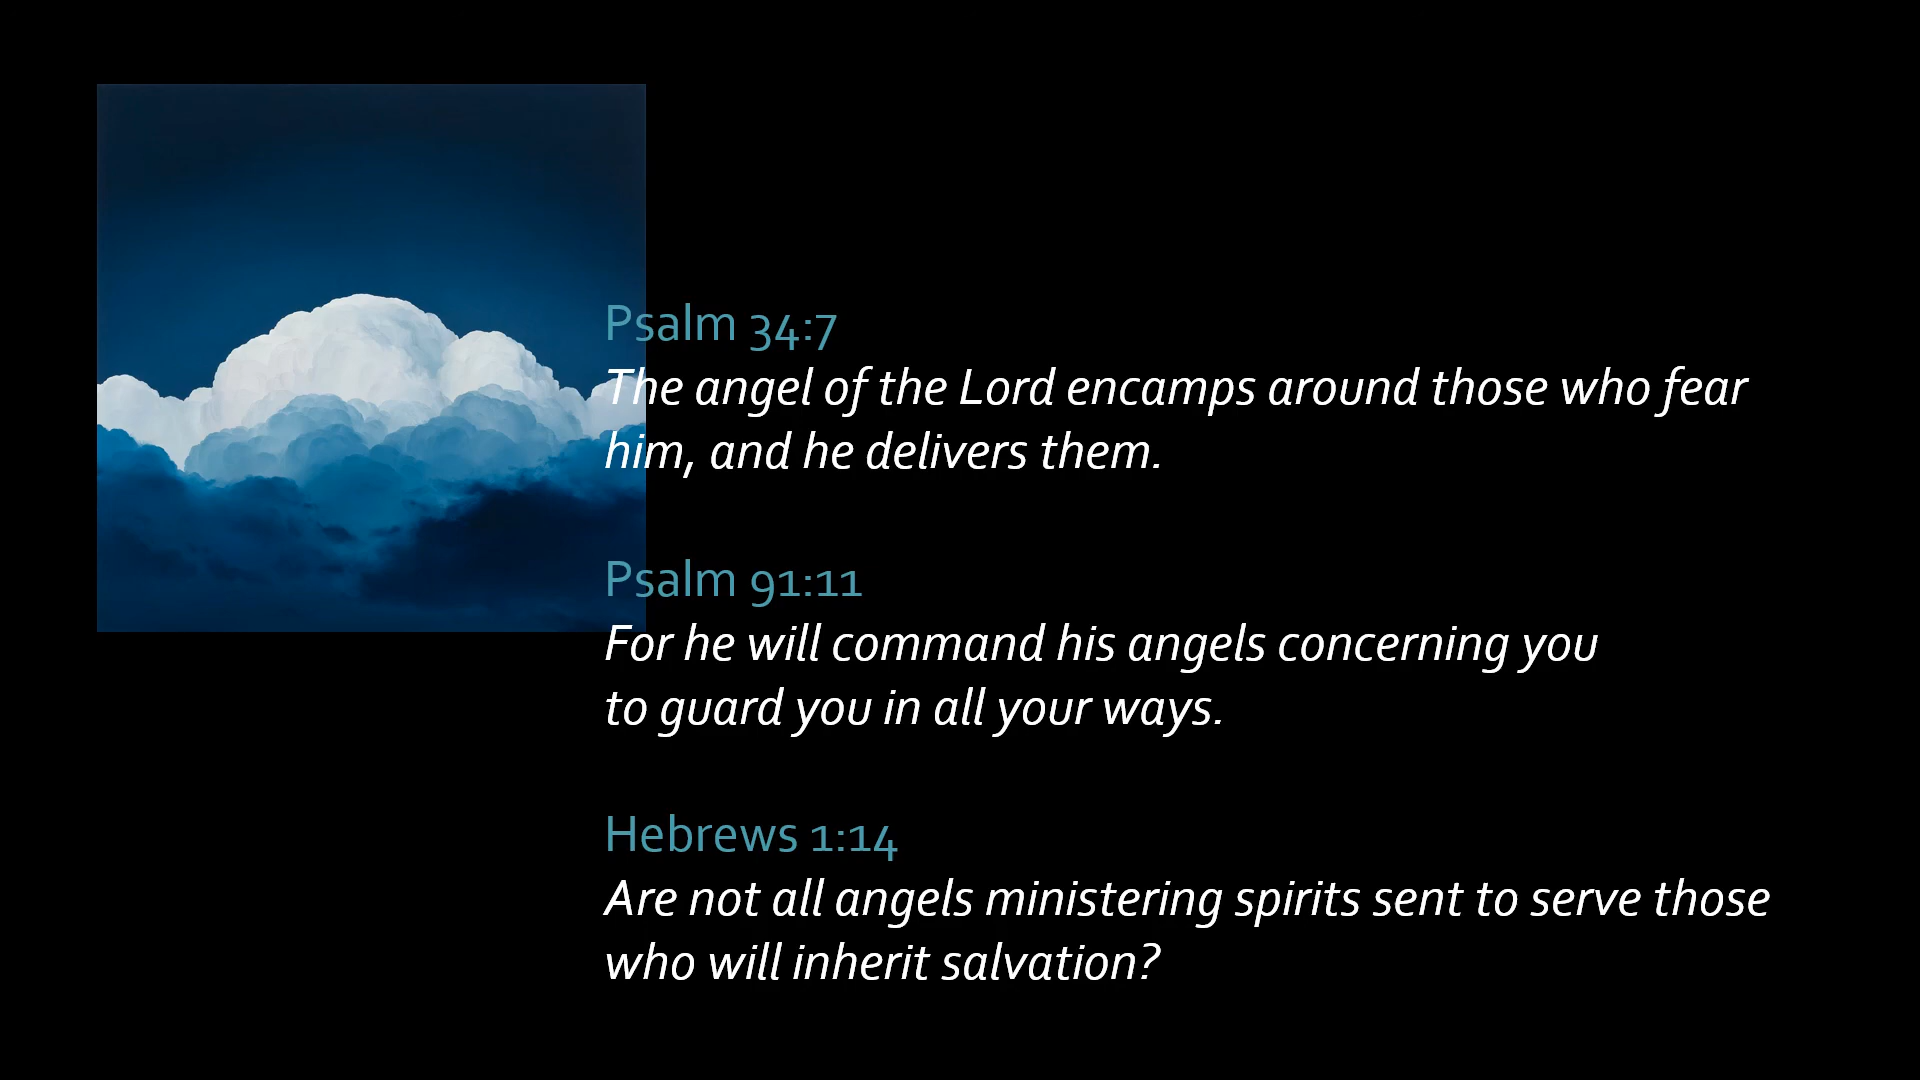 Psalm 34:7
The angel of the Lord encamps around those who fear
him, and he delivers them.
Psalm 91:11
For he will command his angels concerning you
to guard you in all your ways.
Hebrews 1:14
Are not all angels ministering spirits sent to serve those
who will inherit salvation?